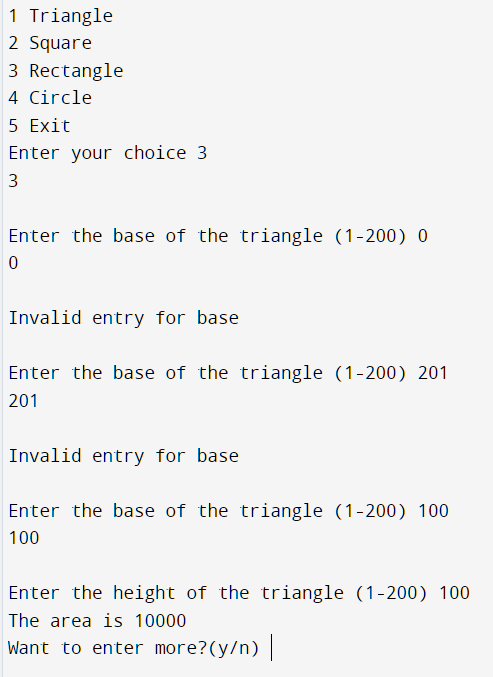 1 Triangle
2 Square
3 Rectangle
4 Circle
5 Exit
Enter your choice 3
3
Enter the base of the triangle (1-200) 0
0
Invalid entry for base
Enter the base of the triangle (1-200) 201
201
Invalid entry for base
Enter the base of the triangle (1-200) 100
100
Enter the height of the triangle (1-200) 100
The area is 10000
Want to enter more?(y/n)